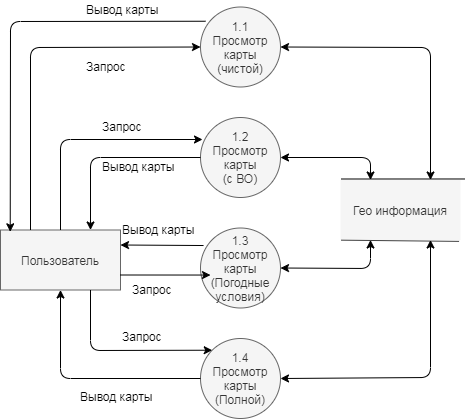 Вывод карты
1.1
Просмотр
карты
(чистой)
Запрос
Запрос
1.2
Просмотр
карты
(с ВО)
Вывод карты
Гео информация
Вывод карты
1.3
Просмотр
карты
(Погодные
условия)
Пользователь
Запрос
Запрос
1.4
Просмотр
карты
(Полной)
Вывод карты